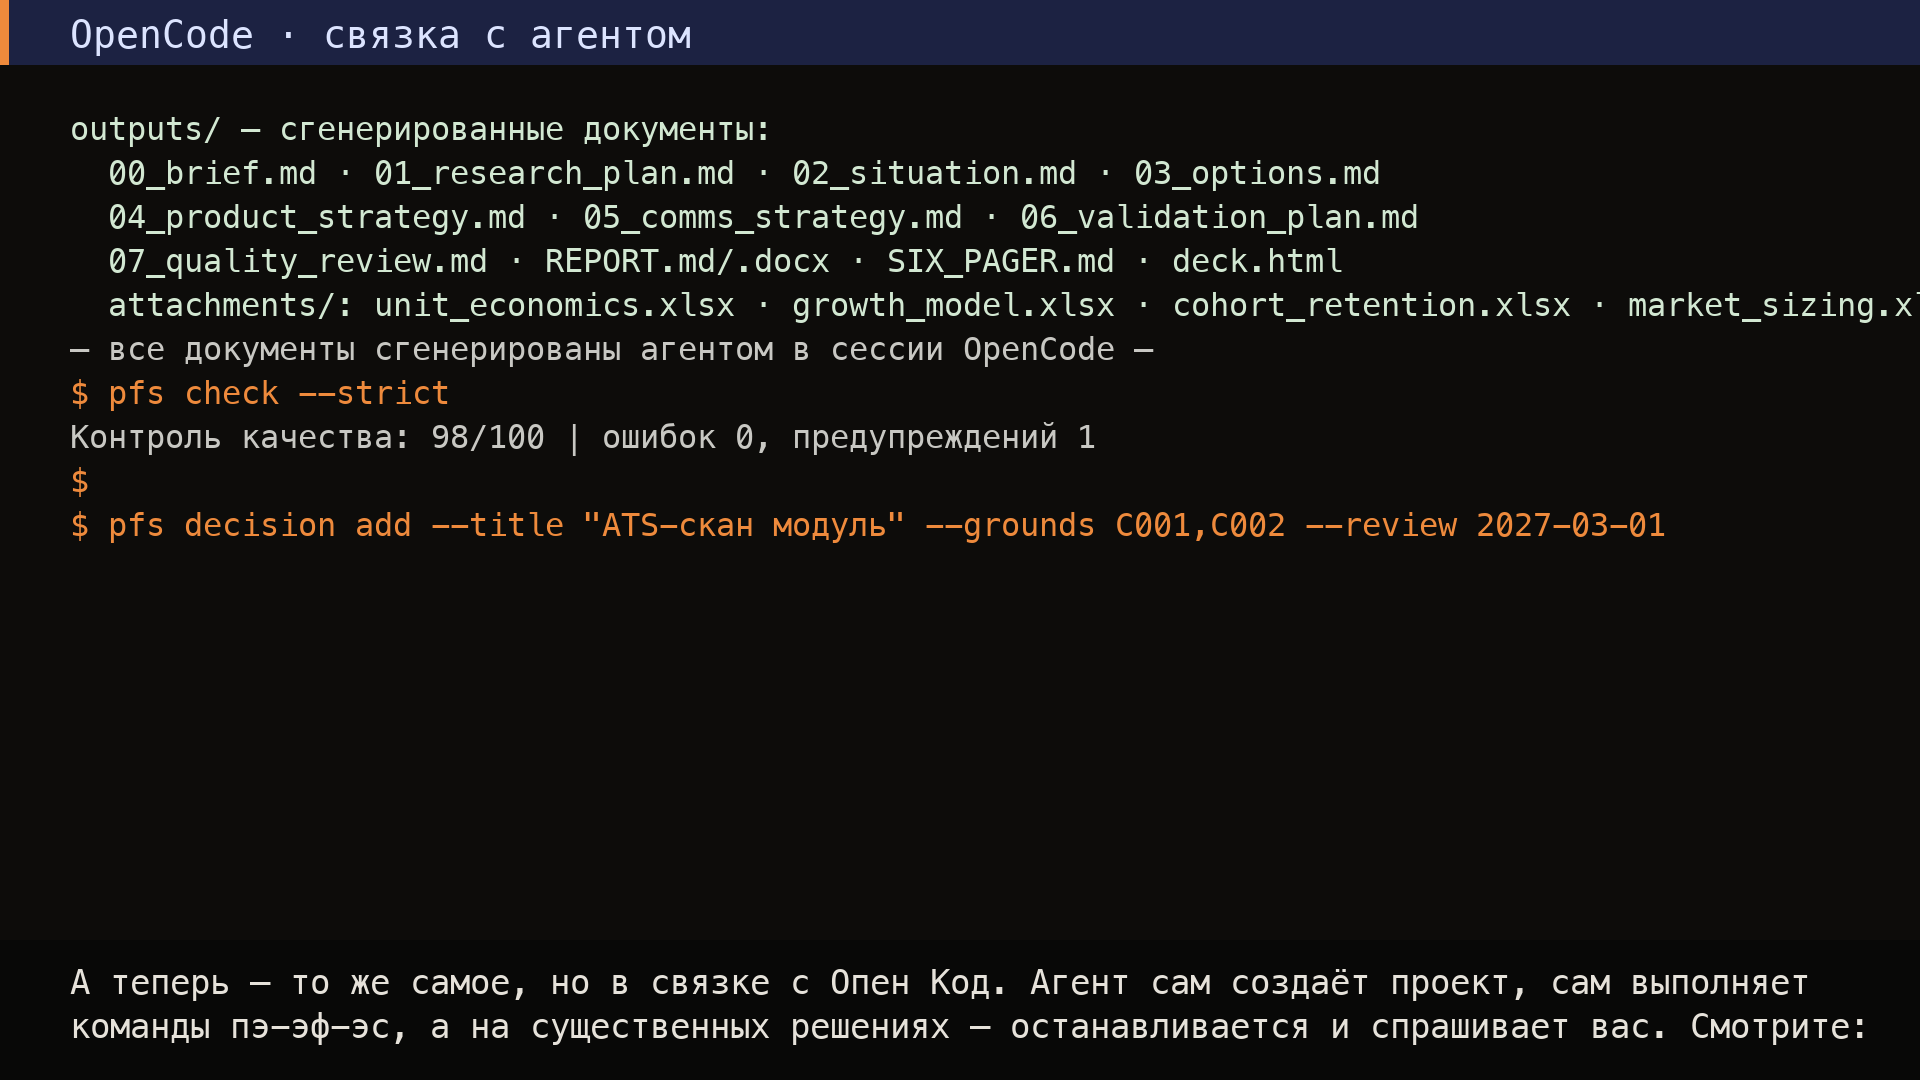 OpenCode · связка с агентом
outputs/ — сгенерированные документы:
00_brief.md · 01_research_plan.md · 02_situation.md · 03_options.md
04_product_strategy.md · 05_comms_strategy.md · 06_validation_plan.md
07_quality_review.md · REPORT.md/.docx · SIX_PAGER.md · deck.html
attachments/: unit_economics.xlsx · growth_model.xlsx · cohort_retention.xlsx · market_sizing.xl
— все документы сгенерированы агентом в сессии OpenCode —
$ pfs check --strict
Контроль качества: 98/100 | ошибок 0, предупреждений 1
$
$ pfs decision add --title "ATS-скан модуль" --grounds C001,C002 --review 2027-03-01
А теперь — то же самое, но в связке с Опен Код. Агент сам создаёт проект, сам выполняет
команды пэ-эф-эс, а на существенных решениях — останавливается и спрашивает вас. Смотрите: